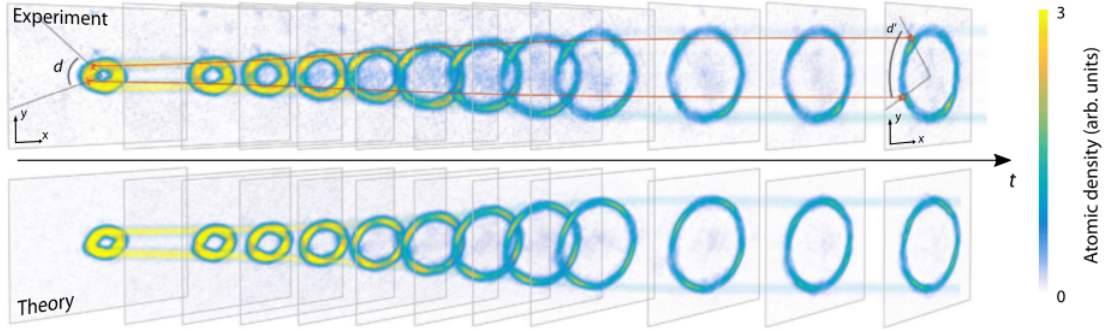 Experiment
d
y
x
d'
y
x
t
Theory
3
0
Atomic density (arb. units)